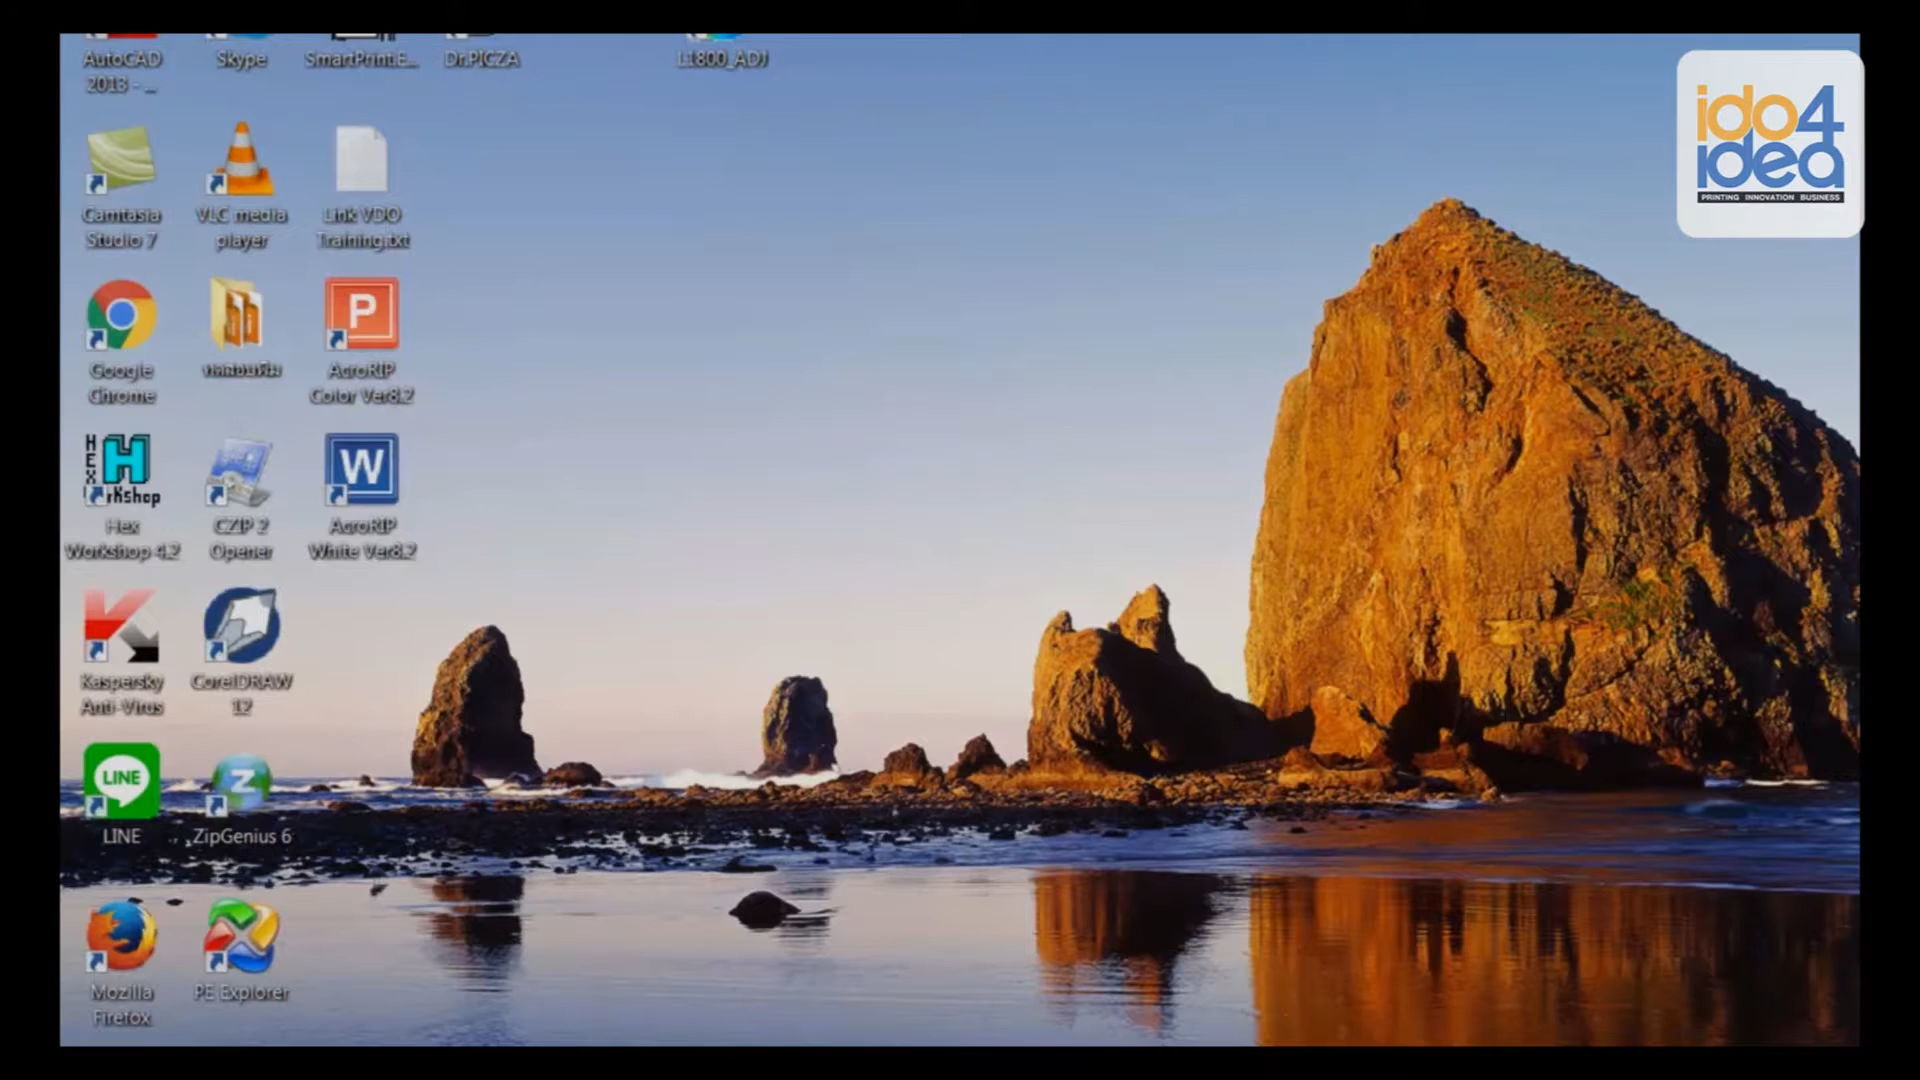 AutoCAD
2013 - ...
Skype
SmartPrint.E...
Dr.PICZA
L1800_ADJ
ido4
idea
PRINTING INNOVATION BUSINESS
Camtasia
Studio 7
VLC media
player
Link VDO
Training.txt
Google
Chrome
P
AcroRIP
Color Ver8.2
HEX
H
Workshop
Hex
Workshop 4.2
CZIP 2
Opener
W
AcroRIP
White Ver8.2
Kaspersky
Anti-Virus
CorelDRAW
12
LINE
LINE
Z
ZipGenius 6
Mozilla
Firefox
PE Explorer